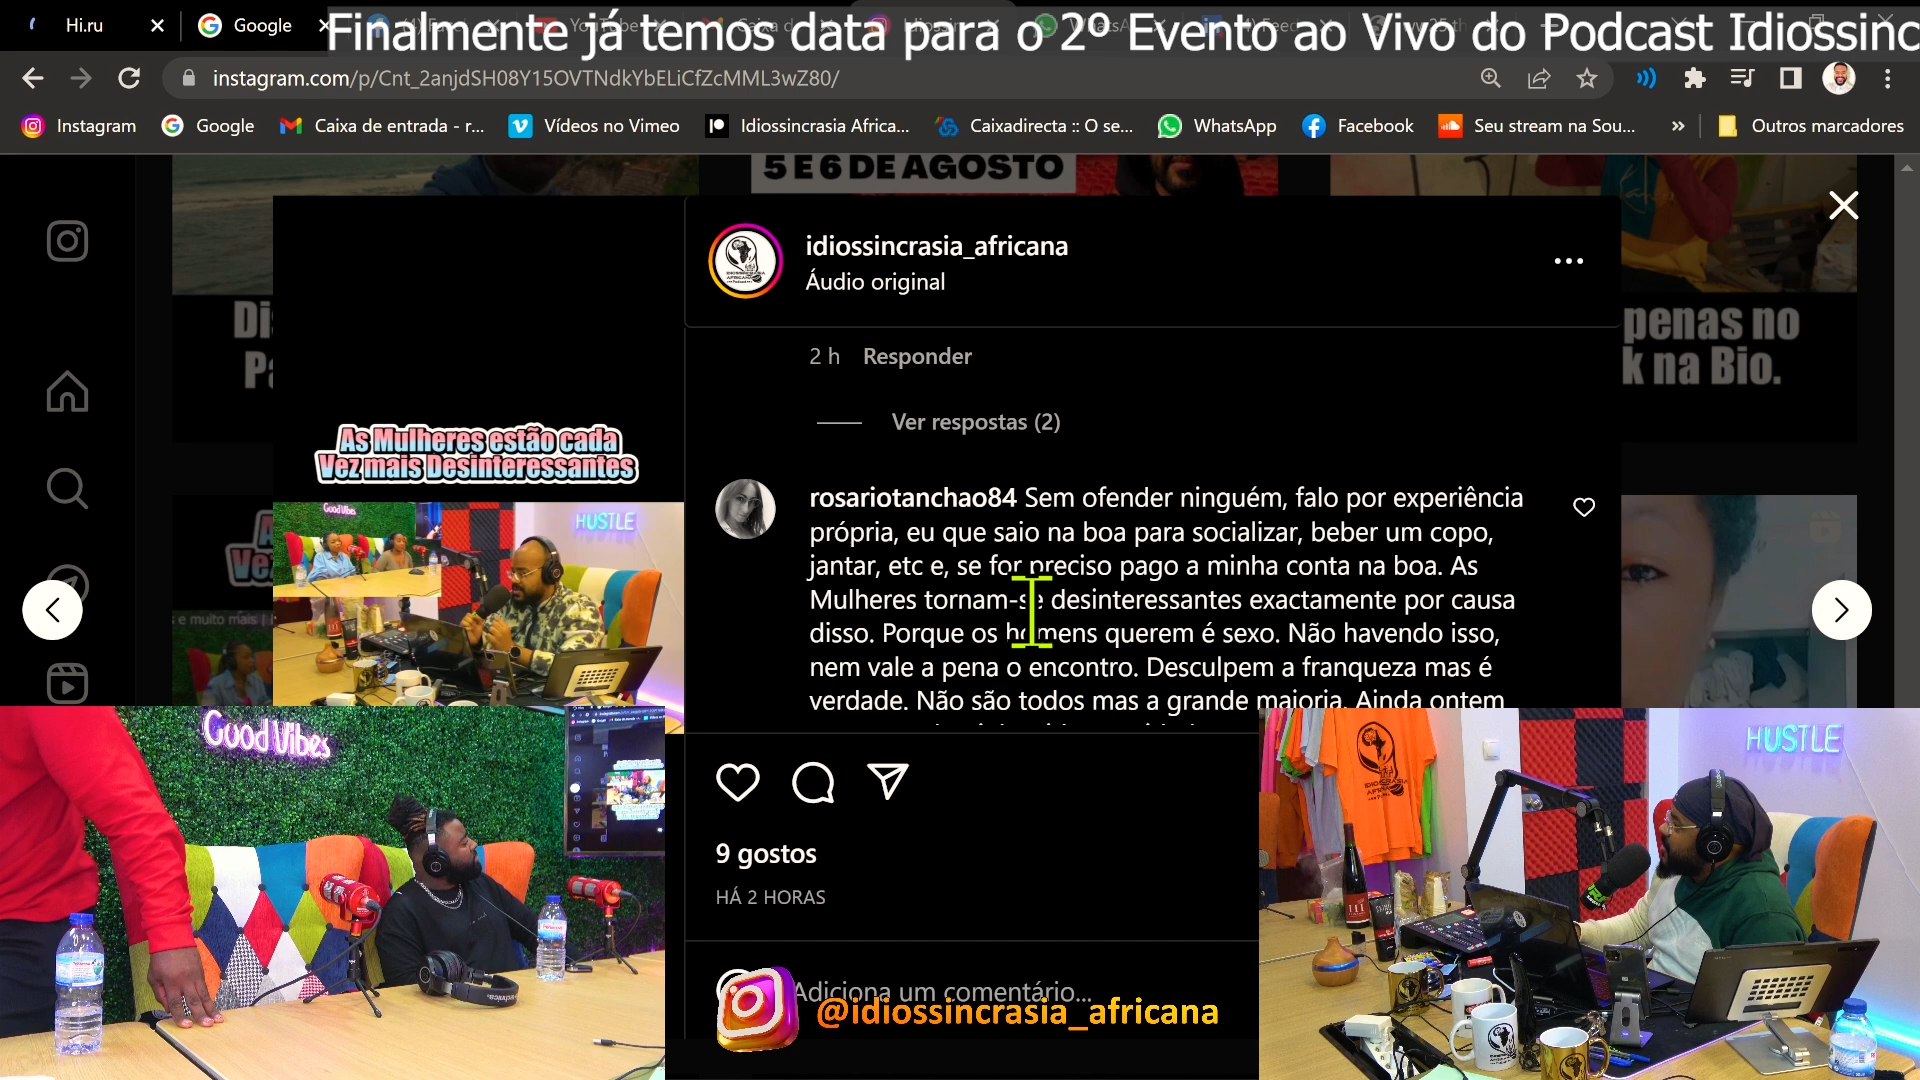 Finalmente já temos data para o 2º Evento ao Vivo do Podcast Idiossinc
Hi.ru
Google
instagram.com/p/Cnt_2anjdSH08Y15OVTNdkYbELiCfZcMML3wZ80/
Instagram
Google
Caixa de entrada - r...
Vídeos no Vimeo
Idiossincrasia Africa...
Caixadirecta :: O se...
WhatsApp
Facebook
Seu stream na Sou...
Outros marcadores
5 E 6 DE AGOSTO
penas no
k na Bio.
idiossincrasia_africana
Áudio original
2 h Responder
Ver respostas (2)
As Mulheres estão cada
Vez mais Desinteressantes
Good Vibes
HUSTLE
rosariotanchao84 Sem ofender ninguém, falo por experiência
própria, eu que saio na boa para socializar, beber um copo,
jantar, etc e, se for preciso pago a minha conta na boa. As
Mulheres tornam-se desinteressantes exactamente por causa
disso. Porque os homens querem é sexo. Não havendo isso,
nem vale a pena o encontro. Desculpem a franqueza mas é
verdade. Não são todos mas a grande maioria. Ainda ontem
9 gostos
HÁ 2 HORAS
Adiciona um comentário...
@idiossincrasia_africana
Good Vibes
HUSTLE